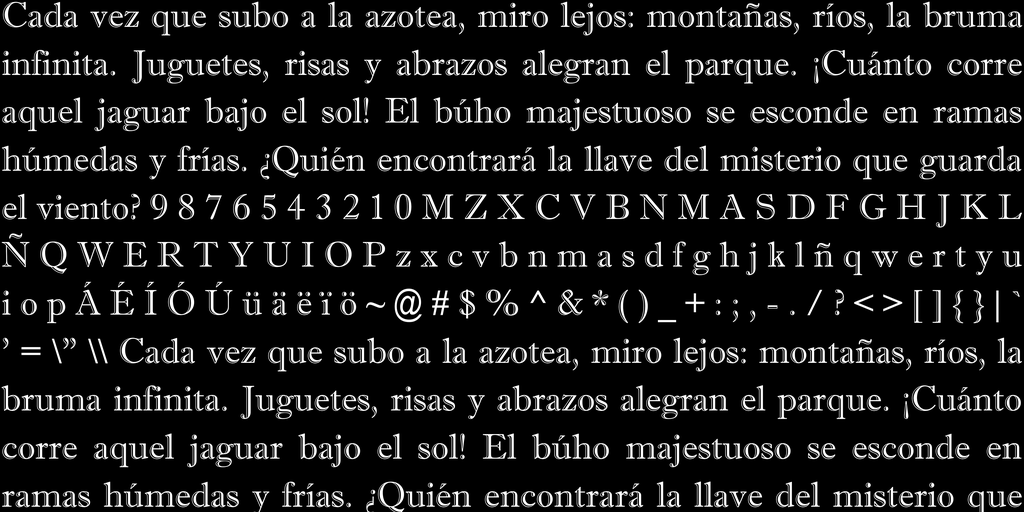 Cada vez que subo a la azotea, miro lejos: montañas, ríos, la bruma
infinita. Juguetes, risas y abrazos alegran el parque. ¡Cuánto corre
aquel jaguar bajo el sol! El búho majestuoso se esconde en ramas
húmedas y frías. ¿Quién encontrará la llave del misterio que guarda
el viento? 9 8 7 6 5 4 3 2 1 0 M Z X C V B N M A S D F G H J K L
Ñ Q W E R T Y U I O P z x c v b n m a s d f g h j k l ñ q w e r t y u
i o p Á É Í Ó Ú ü ä ë ï ö ~ @ # $ % ^ & * ( ) _ + : ; , - . / ? < > [ ] { } | `
’ = \” \\ Cada vez que subo a la azotea, miro lejos: montañas, ríos, la
bruma infinita. Juguetes, risas y abrazos alegran el parque. ¡Cuánto
corre aquel jaguar bajo el sol! El búho majestuoso se esconde en
ramas húmedas y frías. ¿Quién encontrará la llave del misterio que